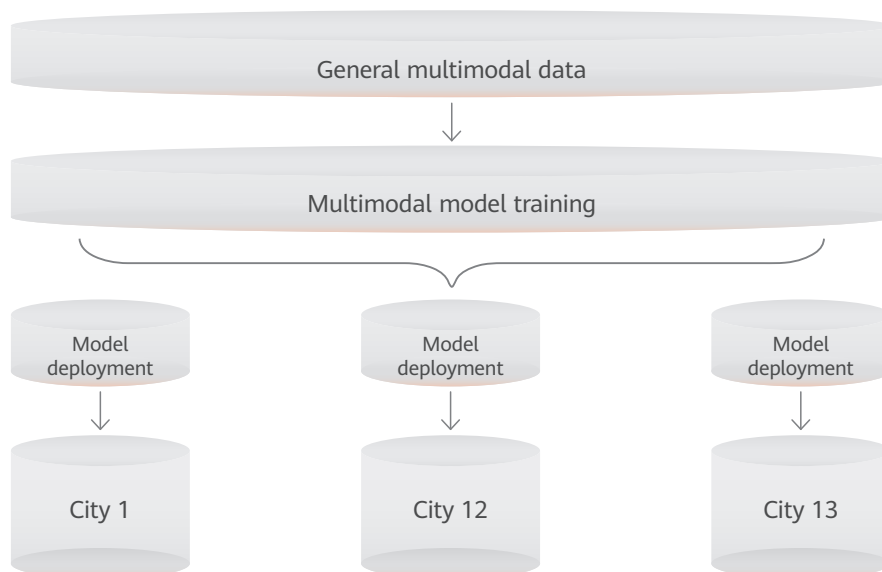 General multimodal data
Multimodal model training
Model
deployment
Model
deployment
Model
deployment
City 1
City 12
City 13